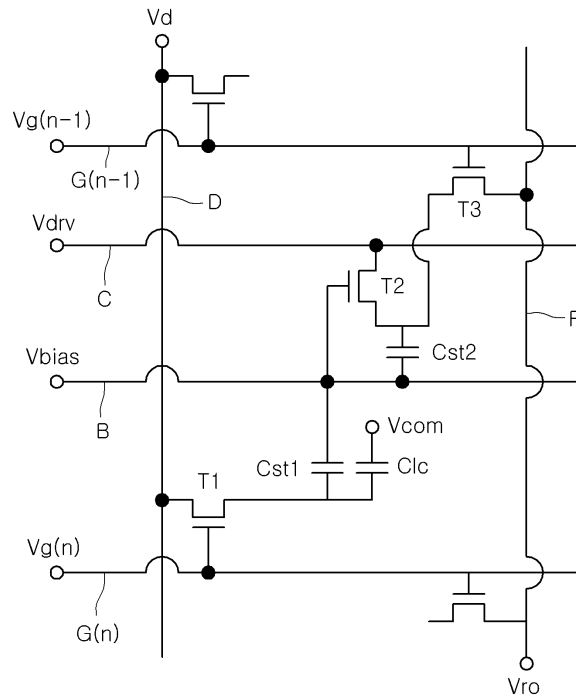 Vd
Vg(n-1)
G(n-1)
D
T3
Vdrv
C
T2
Vbias
B
Cst2
Vcom
Cst1
Clc
T1
Vg(n)
G(n)
Vro